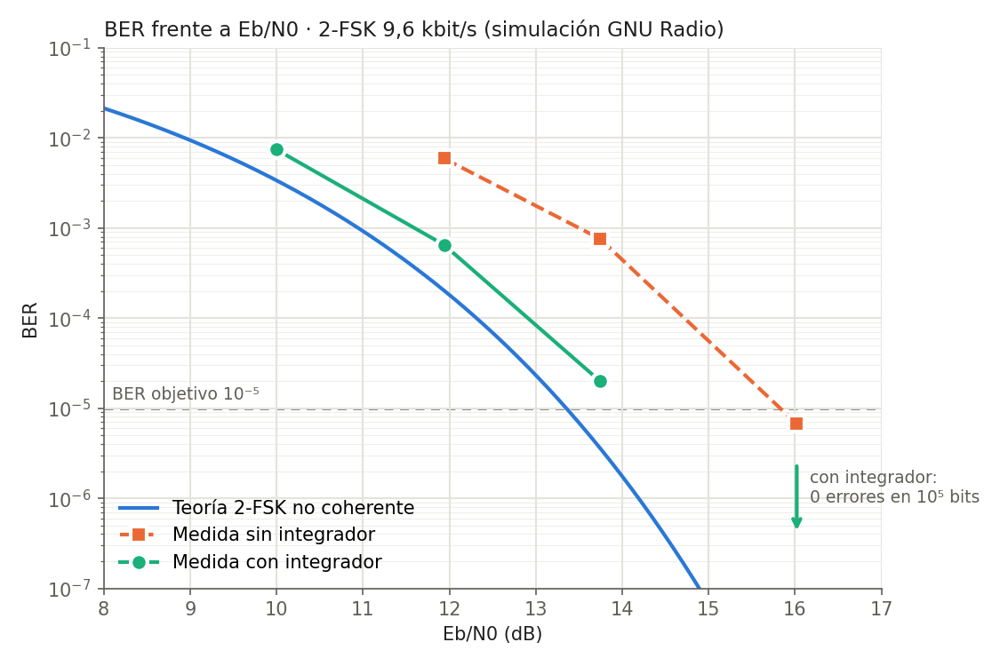 BER frente a Eb/N0 · 2-FSK 9,6 kbit/s (simulación GNU Radio)
10⁻¹
10⁻²
10⁻³
10⁻⁴
10⁻⁵
10⁻⁶
10⁻⁷
BER
BER objetivo 10⁻⁵
con integrador:
0 errores en 10⁵ bits
Teoría 2-FSK no coherente
Medida sin integrador
Medida con integrador
8 9 10 11 12 13 14 15 16 17
Eb/N0 (dB)